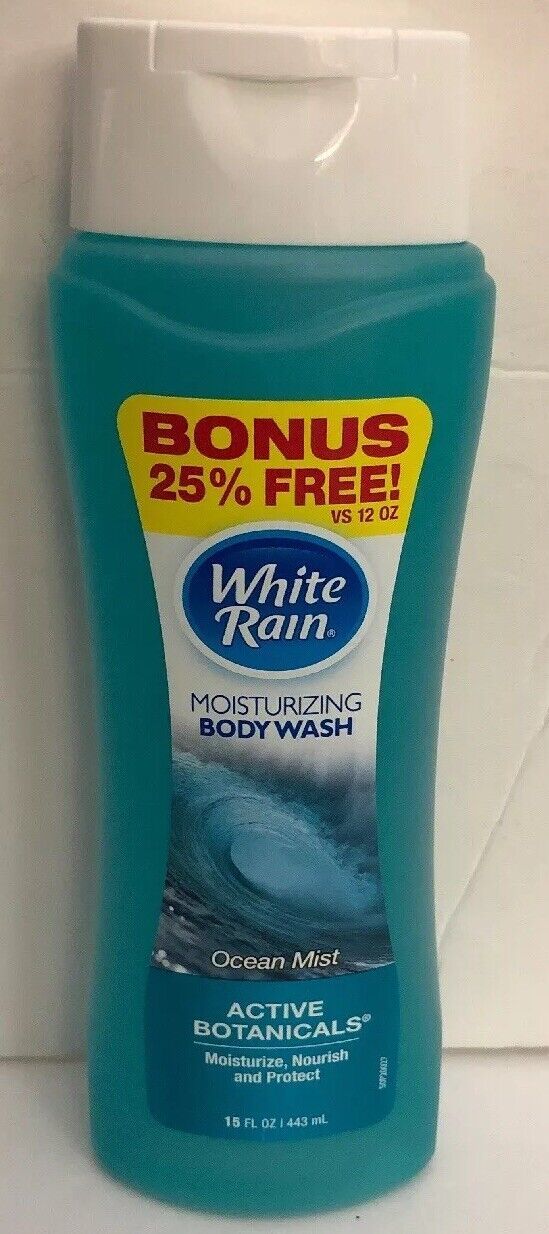 BONUS
25% FREE!
VS 12 OZ
White
Rain®
MOISTURIZING
BODY WASH
Ocean Mist
ACTIVE
BOTANICALS®
Moisturize, Nourish
and Protect
15 FL OZ | 443 mL